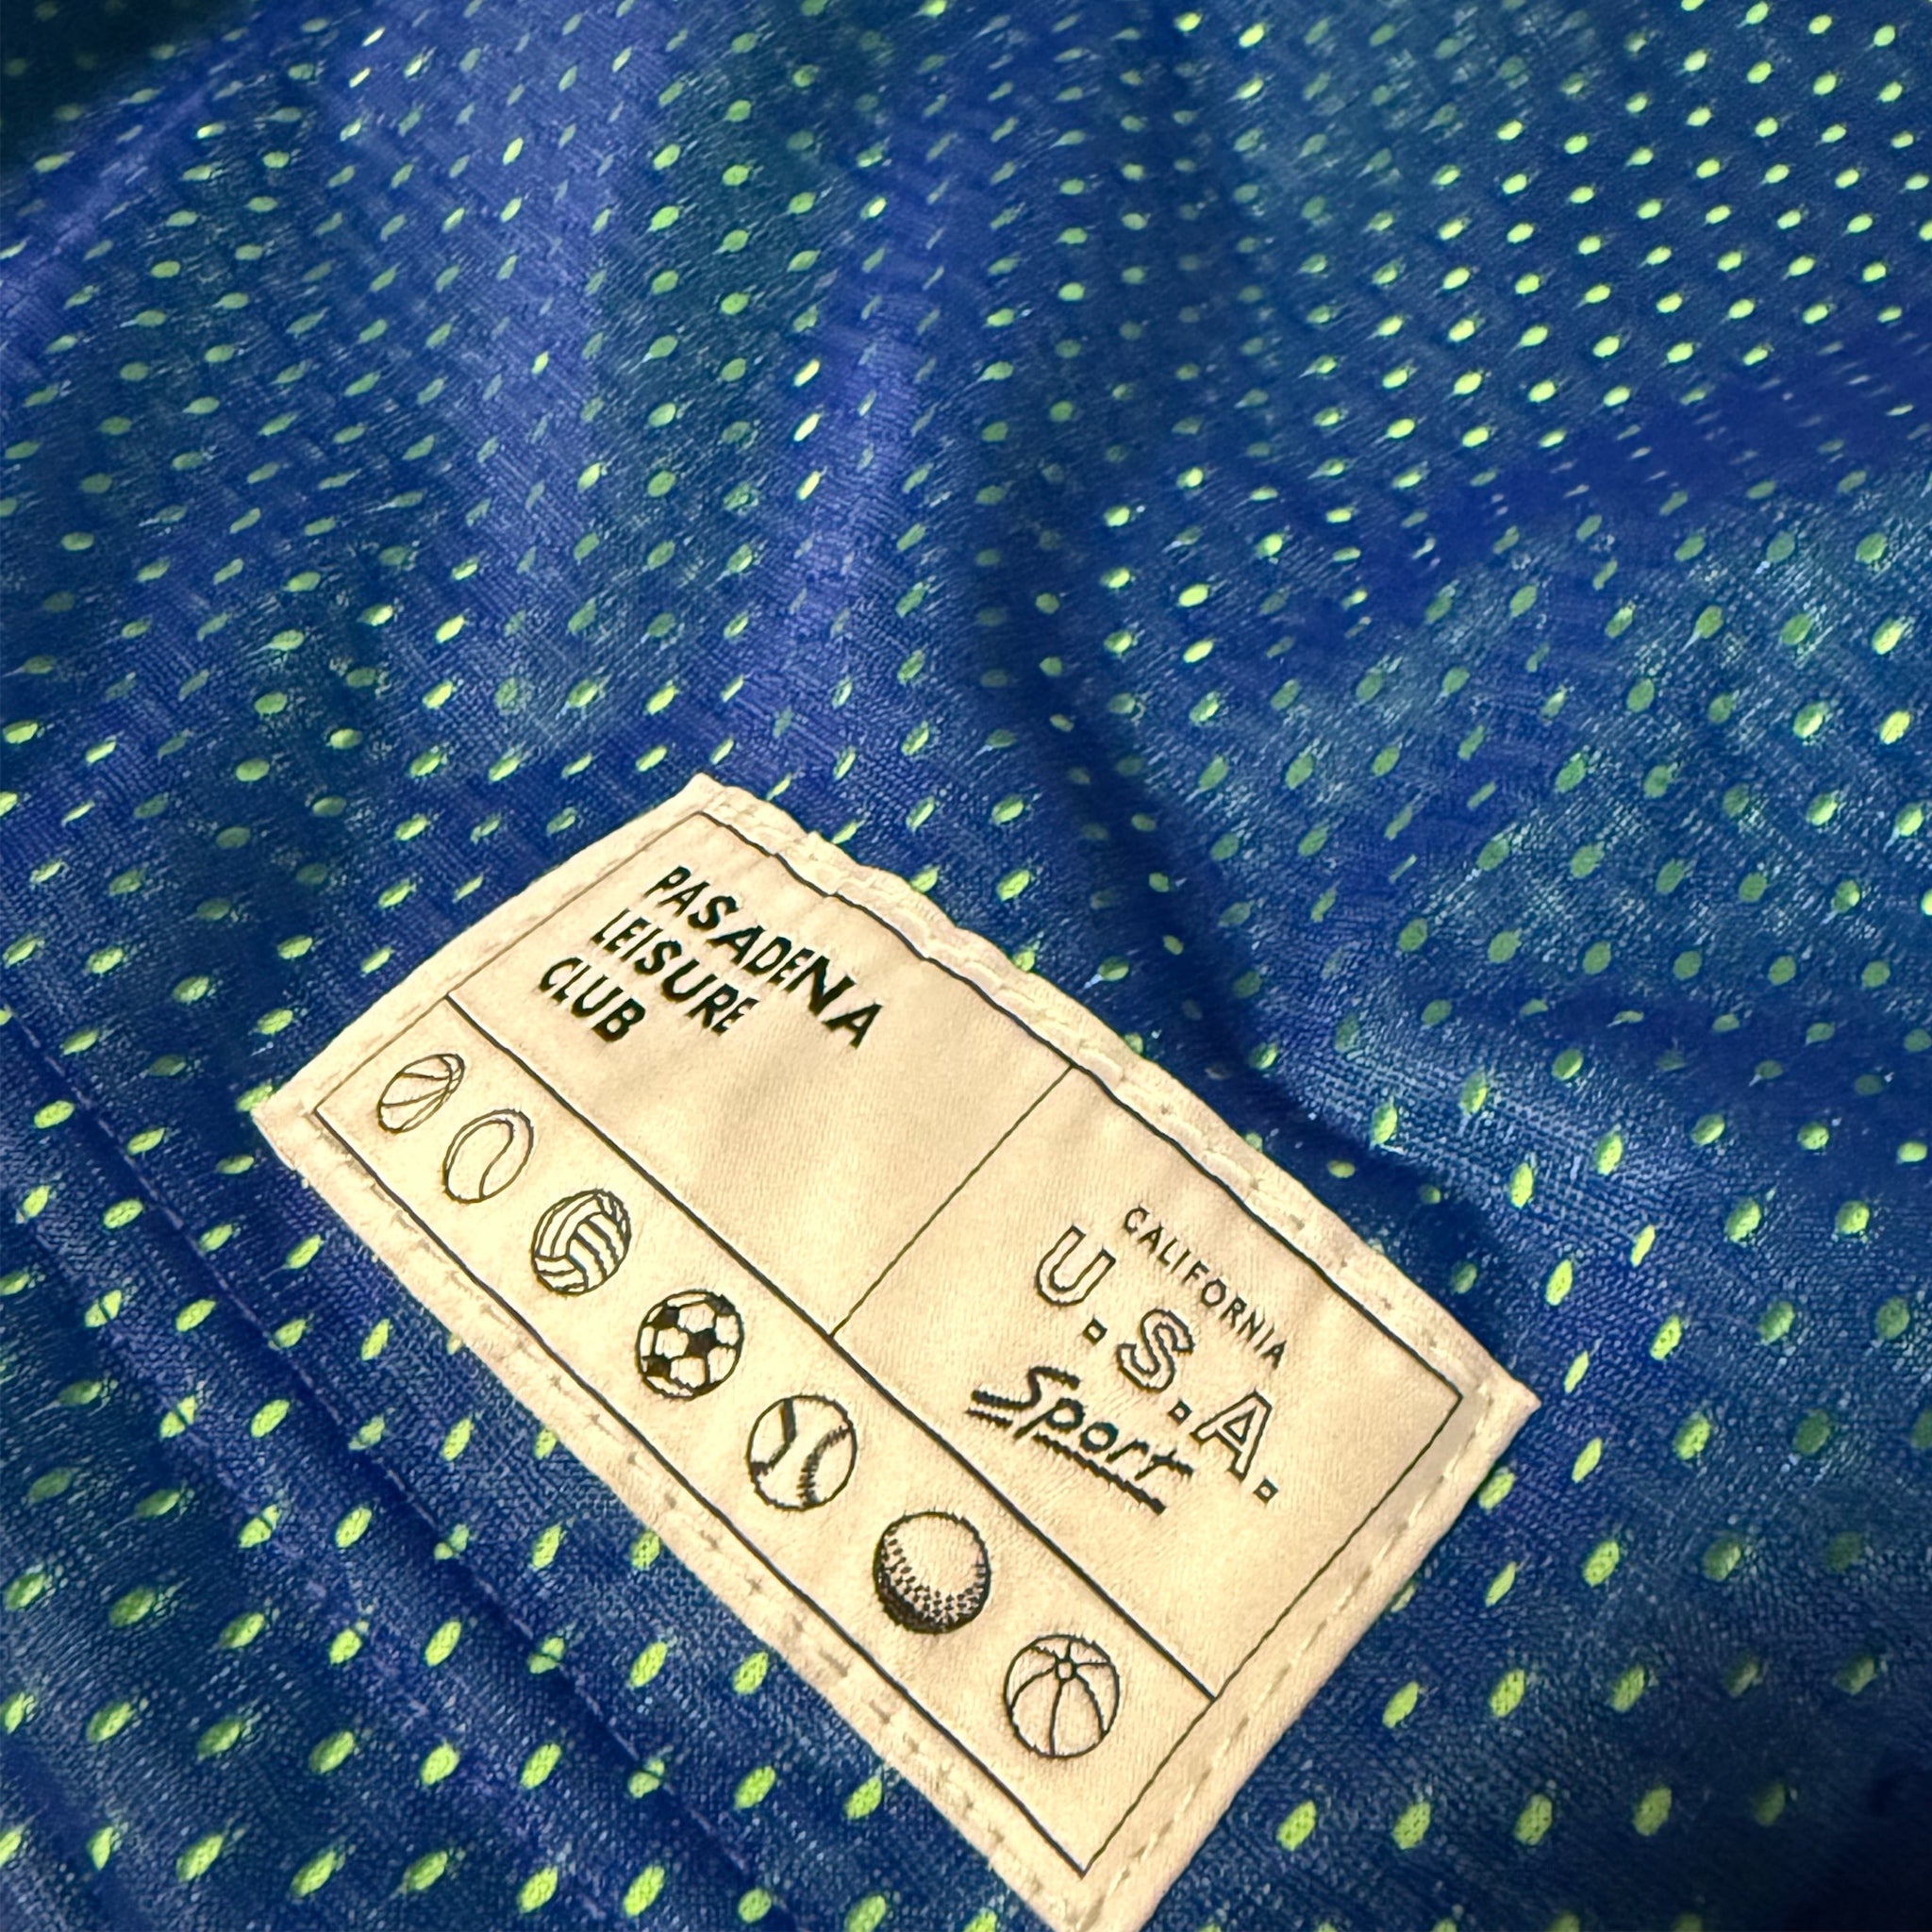 PASADENA
LEISURE
CLUB
CALIFORNIA
U.S.A.
Sport